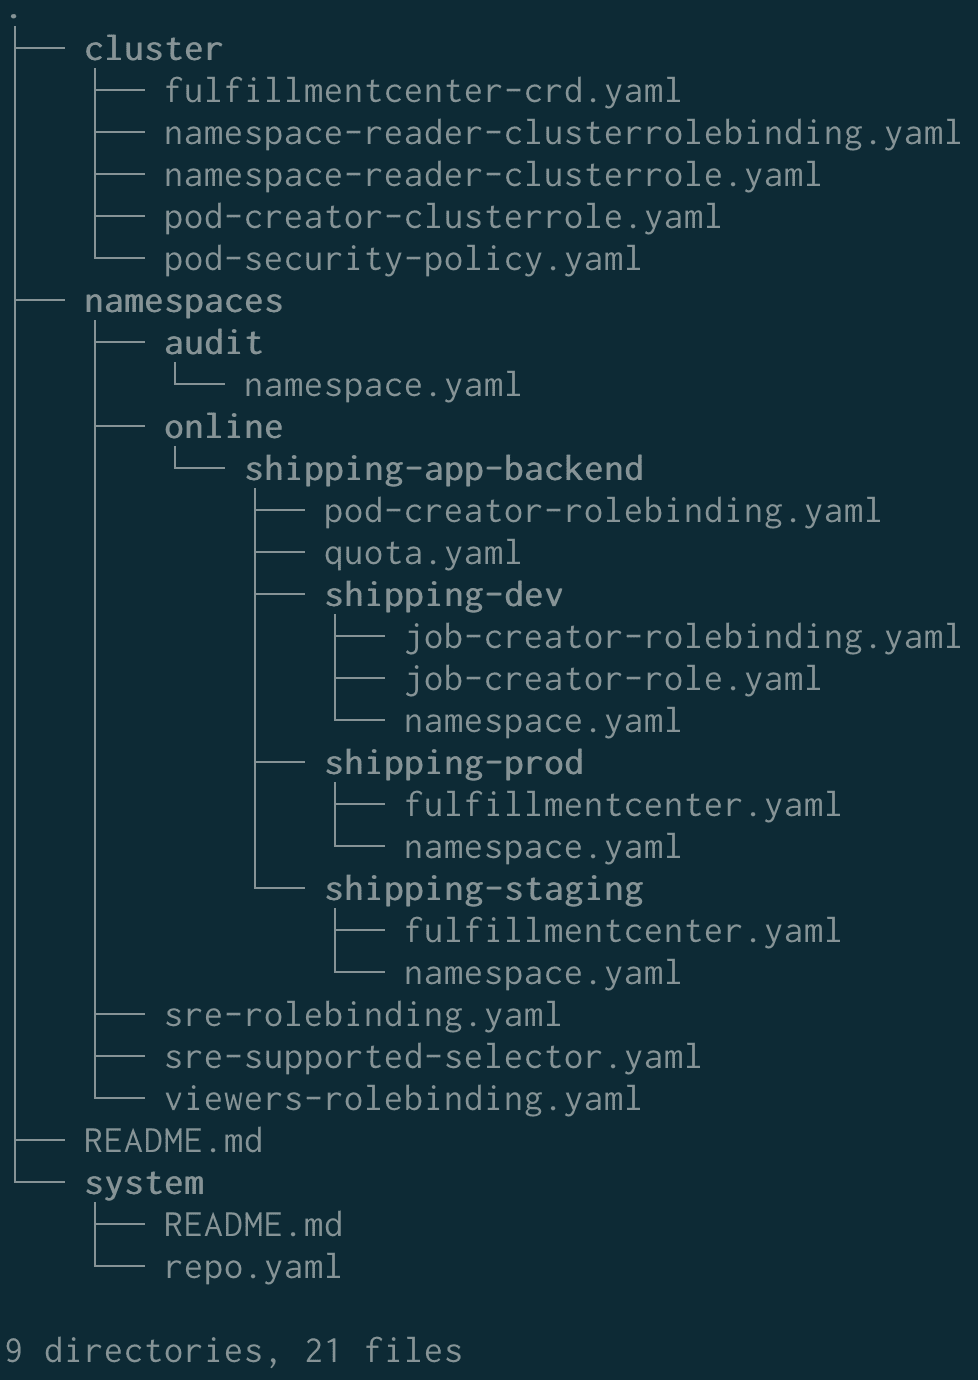 .
├── cluster
│   ├── fulfillmentcenter-crd.yaml
│   ├── namespace-reader-clusterrolebinding.yaml
│   ├── namespace-reader-clusterrole.yaml
│   ├── pod-creator-clusterrole.yaml
│   └── pod-security-policy.yaml
├── namespaces
│   ├── audit
│   │   └── namespace.yaml
│   ├── online
│   │   └── shipping-app-backend
│   │       ├── pod-creator-rolebinding.yaml
│   │       ├── quota.yaml
│   │       ├── shipping-dev
│   │       │   ├── job-creator-rolebinding.yaml
│   │       │   ├── job-creator-role.yaml
│   │       │   └── namespace.yaml
│   │       ├── shipping-prod
│   │       │   ├── fulfillmentcenter.yaml
│   │       │   └── namespace.yaml
│   │       └── shipping-staging
│   │           ├── fulfillmentcenter.yaml
│   │           └── namespace.yaml
│   ├── sre-rolebinding.yaml
│   ├── sre-supported-selector.yaml
│   └── viewers-rolebinding.yaml
├── README.md
└── system
    ├── README.md
    └── repo.yaml

9 directories, 21 files